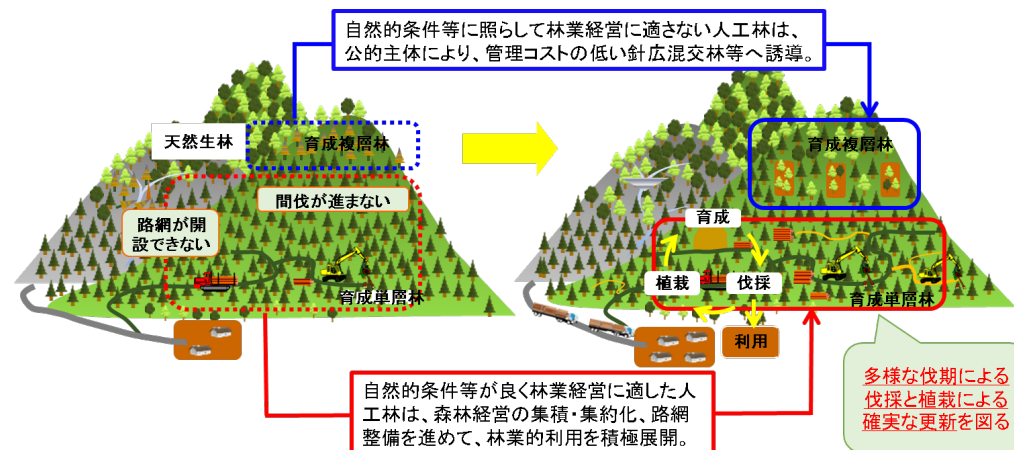 自然的条件等に照らして林業経営に適さない人工林は、
公的主体により、管理コストの低い針広混交林等へ誘導。
天然生林
育成複層林
間伐が進まない
路網が開
設できない
育成単層林
育成複層林
育成
植栽
伐採
育成単層林
利用
自然的条件等が良く林業経営に適した人
工林は、森林経営の集積・集約化、路網
整備を進めて、林業的利用を積極展開。
多様な伐期による
伐採と植栽による
確実な更新を図る